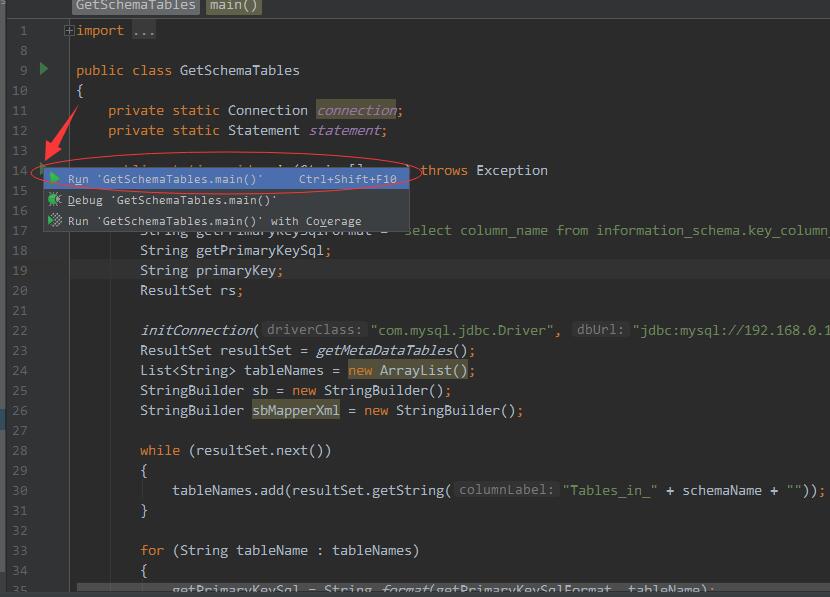 GetSchemaTables main()
1 import ...
8
9 public class GetSchemaTables
10 {
11 private static Connection connection;
12 private static Statement statement;
13
14 throws Exception
Run 'GetSchemaTables.main()' Ctrl+Shift+F10
15
Debug 'GetSchemaTables.main()'
16
Run 'GetSchemaTables.main()' with Coverage
17 String getPrimaryKeySqlFormat = "select column_name from information_schema.key_column
18 String getPrimaryKeySql;
19 String primaryKey;
20 ResultSet rs;
21
22 initConnection( driverClass: "com.mysql.jdbc.Driver", dbUrl: "jdbc:mysql://192.168.0.1
23 ResultSet resultSet = getMetaDataTables();
24 List<String> tableNames = new ArrayList();
25 StringBuilder sb = new StringBuilder();
26 StringBuilder sbMapperXml = new StringBuilder();
27
28 while (resultSet.next())
29 {
30 tableNames.add(resultSet.getString( columnLabel: "Tables_in_" + schemaName + ""));
31 }
32
33 for (String tableName : tableNames)
34 {
35 getPrimaryKeySql = String.format(getPrimaryKeySqlFormat, tableName);